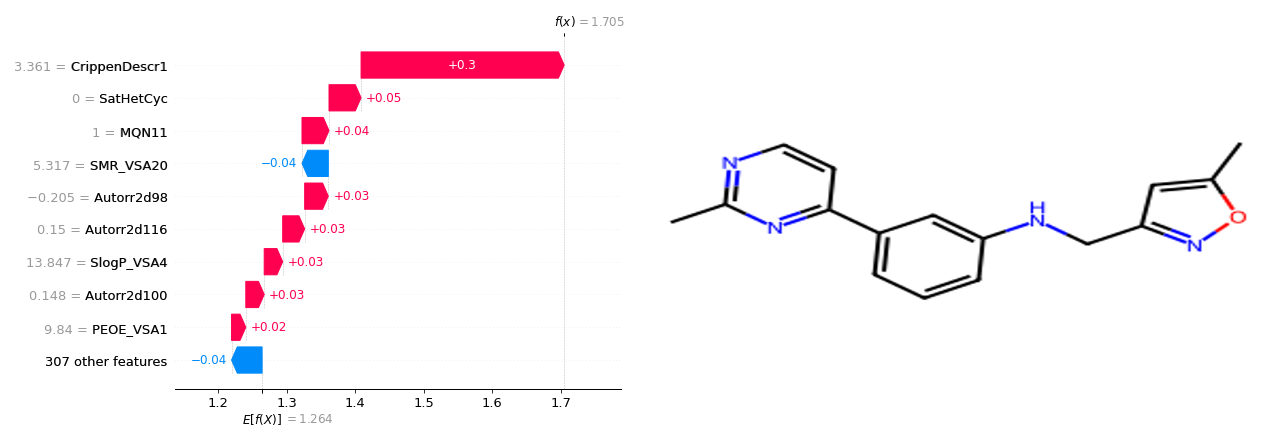 f(x) = 1.705
3.361 = CrippenDescr1
+0.3
0 = SatHetCyc
+0.05
1 = MQN11
+0.04
5.317 = SMR_VSA20
−0.04
−0.205 = Autorr2d98
+0.03
0.15 = Autorr2d116
+0.03
13.847 = SlogP_VSA4
+0.03
0.148 = Autorr2d100
+0.03
9.84 = PEOE_VSA1
+0.02
307 other features
−0.04
1.2 1.3 1.4 1.5 1.6 1.7
E[f(X)] = 1.264
N
N
H
N
N
O